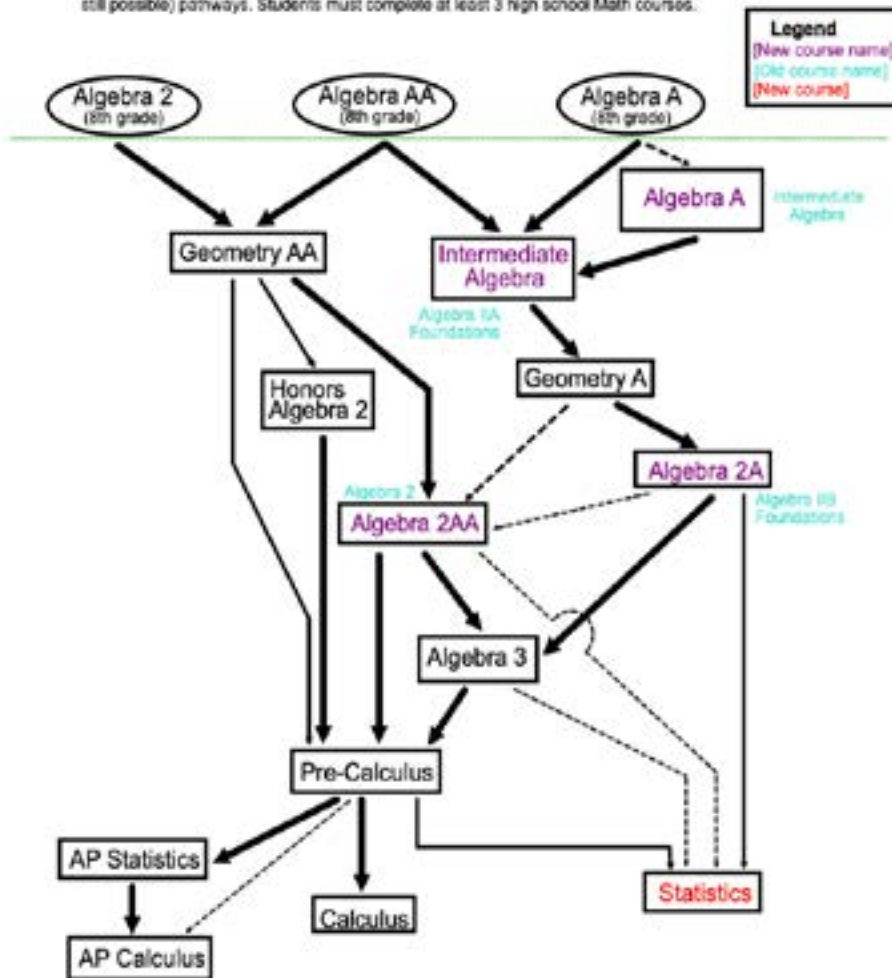 still possible) pathways. Students must complete at least 3 high school Math courses.
Legend
[New course name]
[Old course name]
[New course]
Algebra 2
(8th grade)
Algebra AA
(8th grade)
Algebra A
(8th grade)
Algebra A
Intermediate
Algebra
Geometry AA
Intermediate
Algebra
Algebra IIA
Foundations
Geometry A
Honors
Algebra 2
Algebra 2A
Algebra IIB
Foundations
Algebra 2
Algebra 2AA
Algebra 3
Pre-Calculus
AP Statistics
Calculus
Statistics
AP Calculus